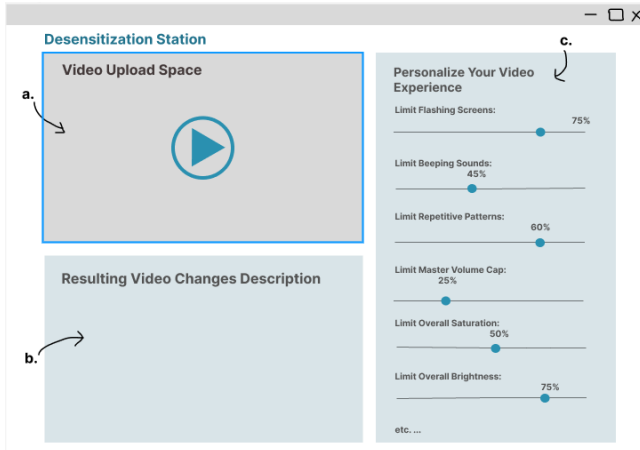 Desensitization Station
a.
Video Upload Space
b.
Resulting Video Changes Description
c.
Personalize Your Video
Experience
Limit Flashing Screens:
75%
Limit Beeping Sounds:
45%
Limit Repetitive Patterns:
60%
Limit Master Volume Cap:
25%
Limit Overall Saturation:
50%
Limit Overall Brightness:
75%
etc. ...